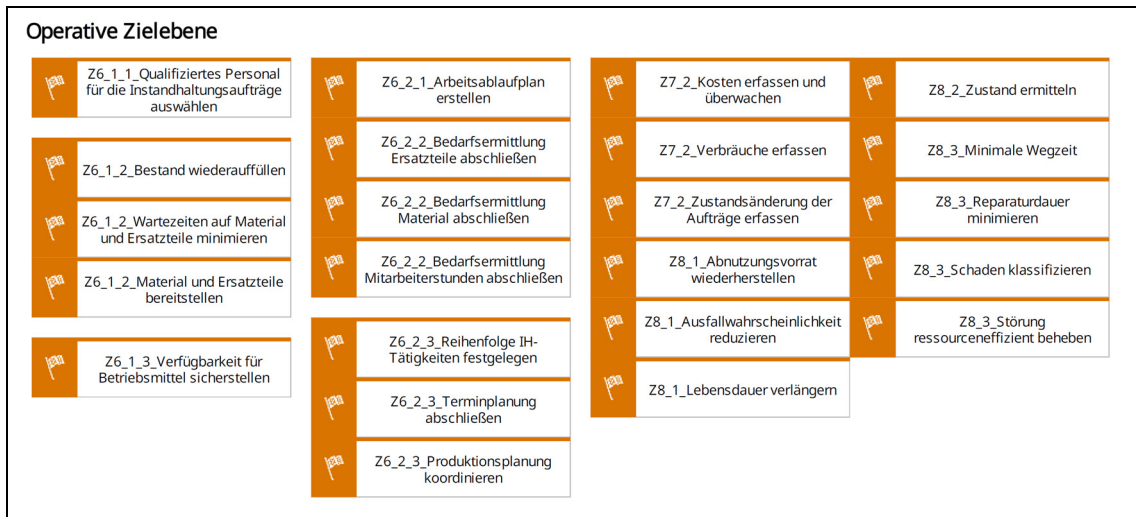 Operative Zielebene
Z6_1_1_Qualifiziertes Personal
für die Instandhaltungsaufträge
auswählen
Z6_1_2_Bestand wiederauffüllen
Z6_1_2_Wartezeiten auf Material
und Ersatzteile minimieren
Z6_1_2_Material und Ersatzteile
bereitstellen
Z6_1_3_Verfügbarkeit für
Betriebsmittel sicherstellen
Z6_2_1_Arbeitsablaufplan
erstellen
Z6_2_2_Bedarfsermittlung
Ersatzteile abschließen
Z6_2_2_Bedarfsermittlung
Material abschließen
Z6_2_2_Bedarfsermittlung
Mitarbeiterstunden abschließen
Z6_2_3_Reihenfolge IH-
Tätigkeiten festgelegen
Z6_2_3_Terminplanung
abschließen
Z6_2_3_Produktionsplanung
koordinieren
Z7_2_Kosten erfassen und
überwachen
Z7_2_Verbräuche erfassen
Z7_2_Zustandsänderung der
Aufträge erfassen
Z8_1_Abnutzungsvorrat
wiederherstellen
Z8_1_Ausfallwahrscheinlichkeit
reduzieren
Z8_1_Lebensdauer verlängern
Z8_2_Zustand ermitteln
Z8_3_Minimale Wegzeit
Z8_3_Reparaturdauer
minimieren
Z8_3_Schaden klassifizieren
Z8_3_Störung
ressourceneffizient beheben